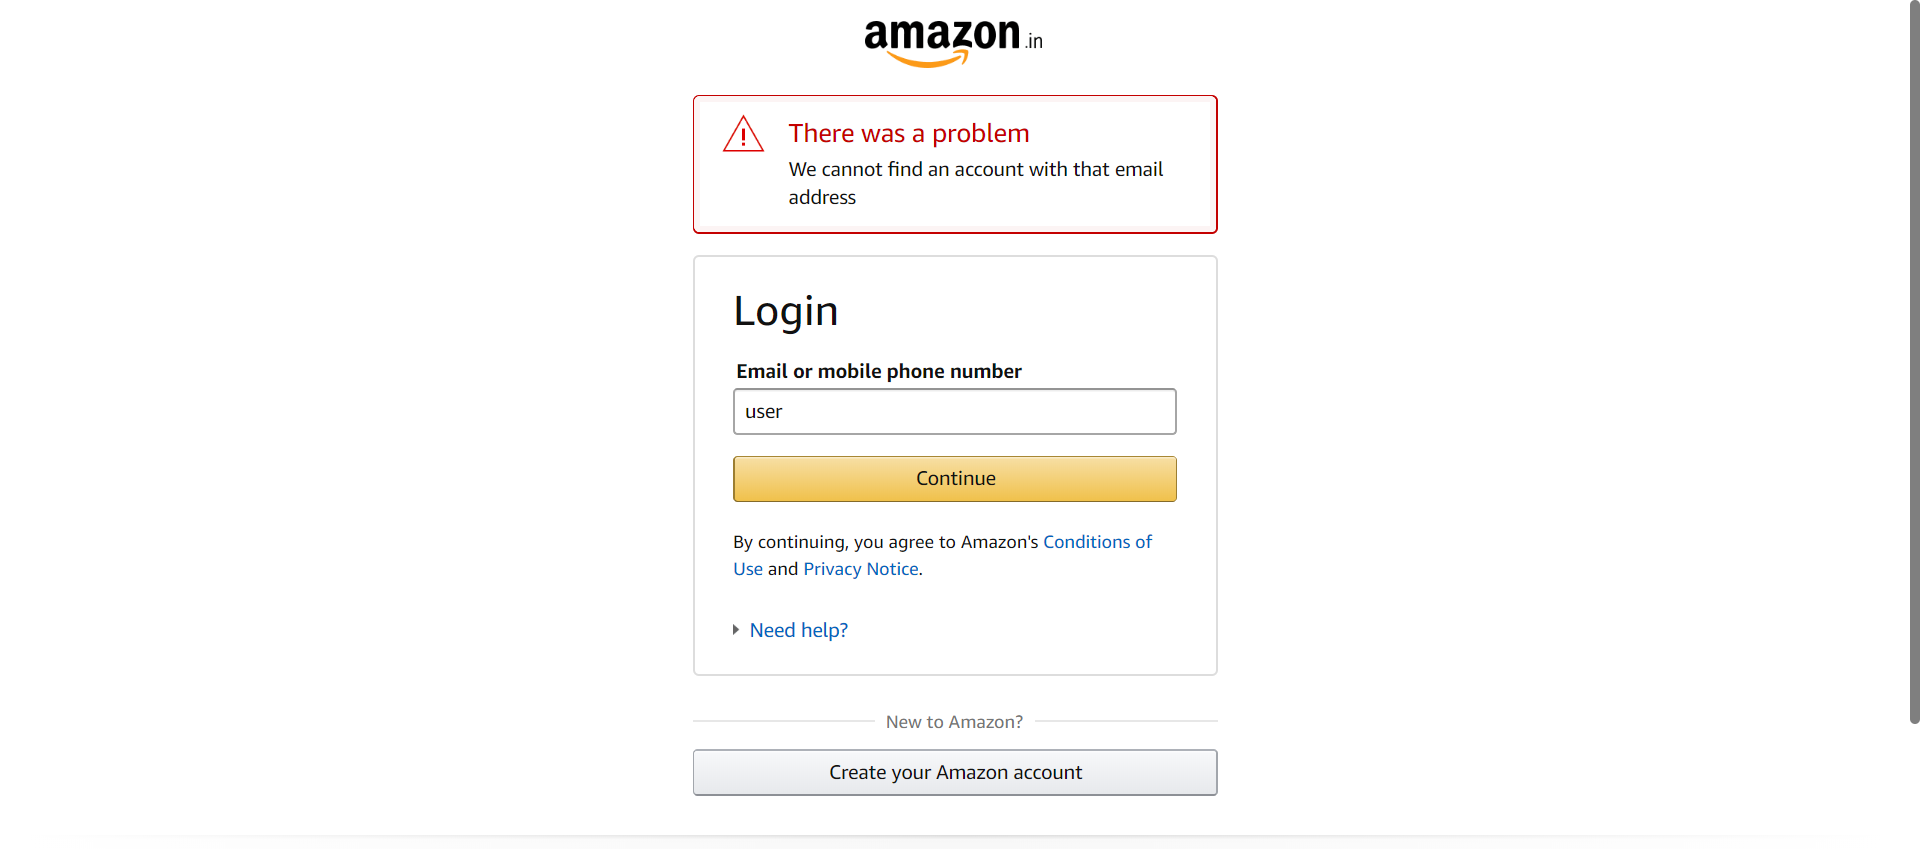 amazon.in
There was a problem
We cannot find an account with that email
address
Login
Email or mobile phone number
user
Continue
By continuing, you agree to Amazon's Conditions of
Use and Privacy Notice.
Need help?
New to Amazon?
Create your Amazon account